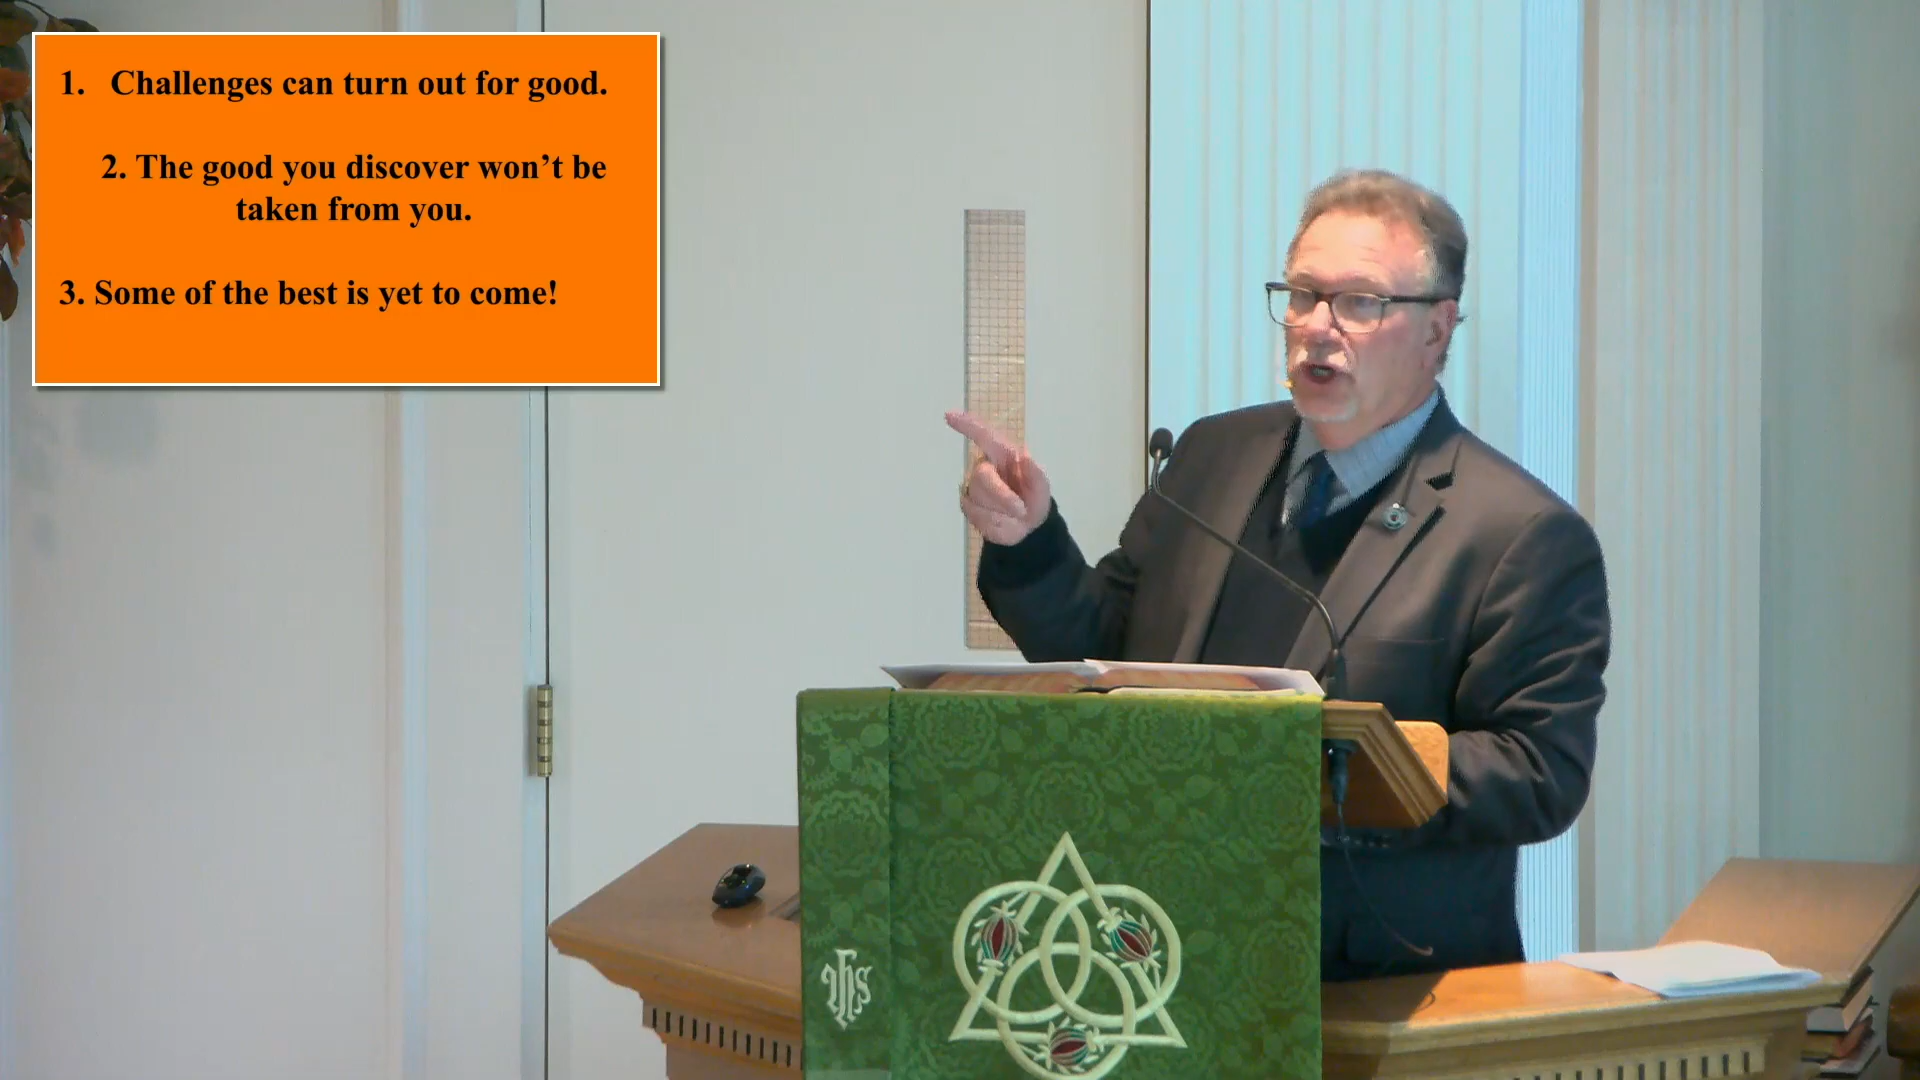 1. Challenges can turn out for good.
2. The good you discover won’t be
taken from you.
3. Some of the best is yet to come!
IHS